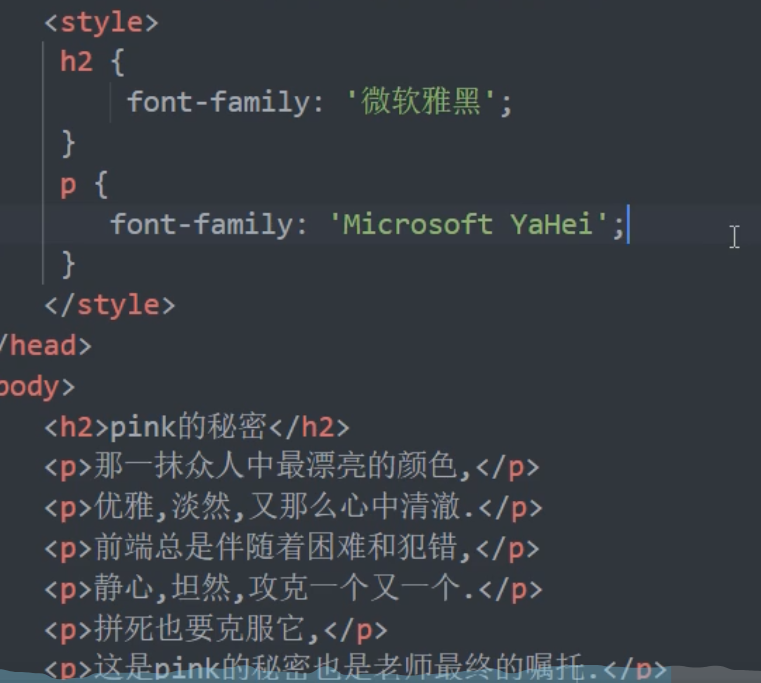 <style>
h2 {
font-family: '微软雅黑';
}
p {
font-family: 'Microsoft YaHei';
}
</style>
/head>
body>
<h2>pink的秘密</h2>
<p>那一抹众人中最漂亮的颜色,</p>
<p>优雅,淡然,又那么心中清澈.</p>
<p>前端总是伴随着困难和犯错,</p>
<p>静心,坦然,攻克一个又一个.</p>
<p>拼死也要克服它,</p>
<p>这是pink的秘密也是老师最终的嘱托.</p>